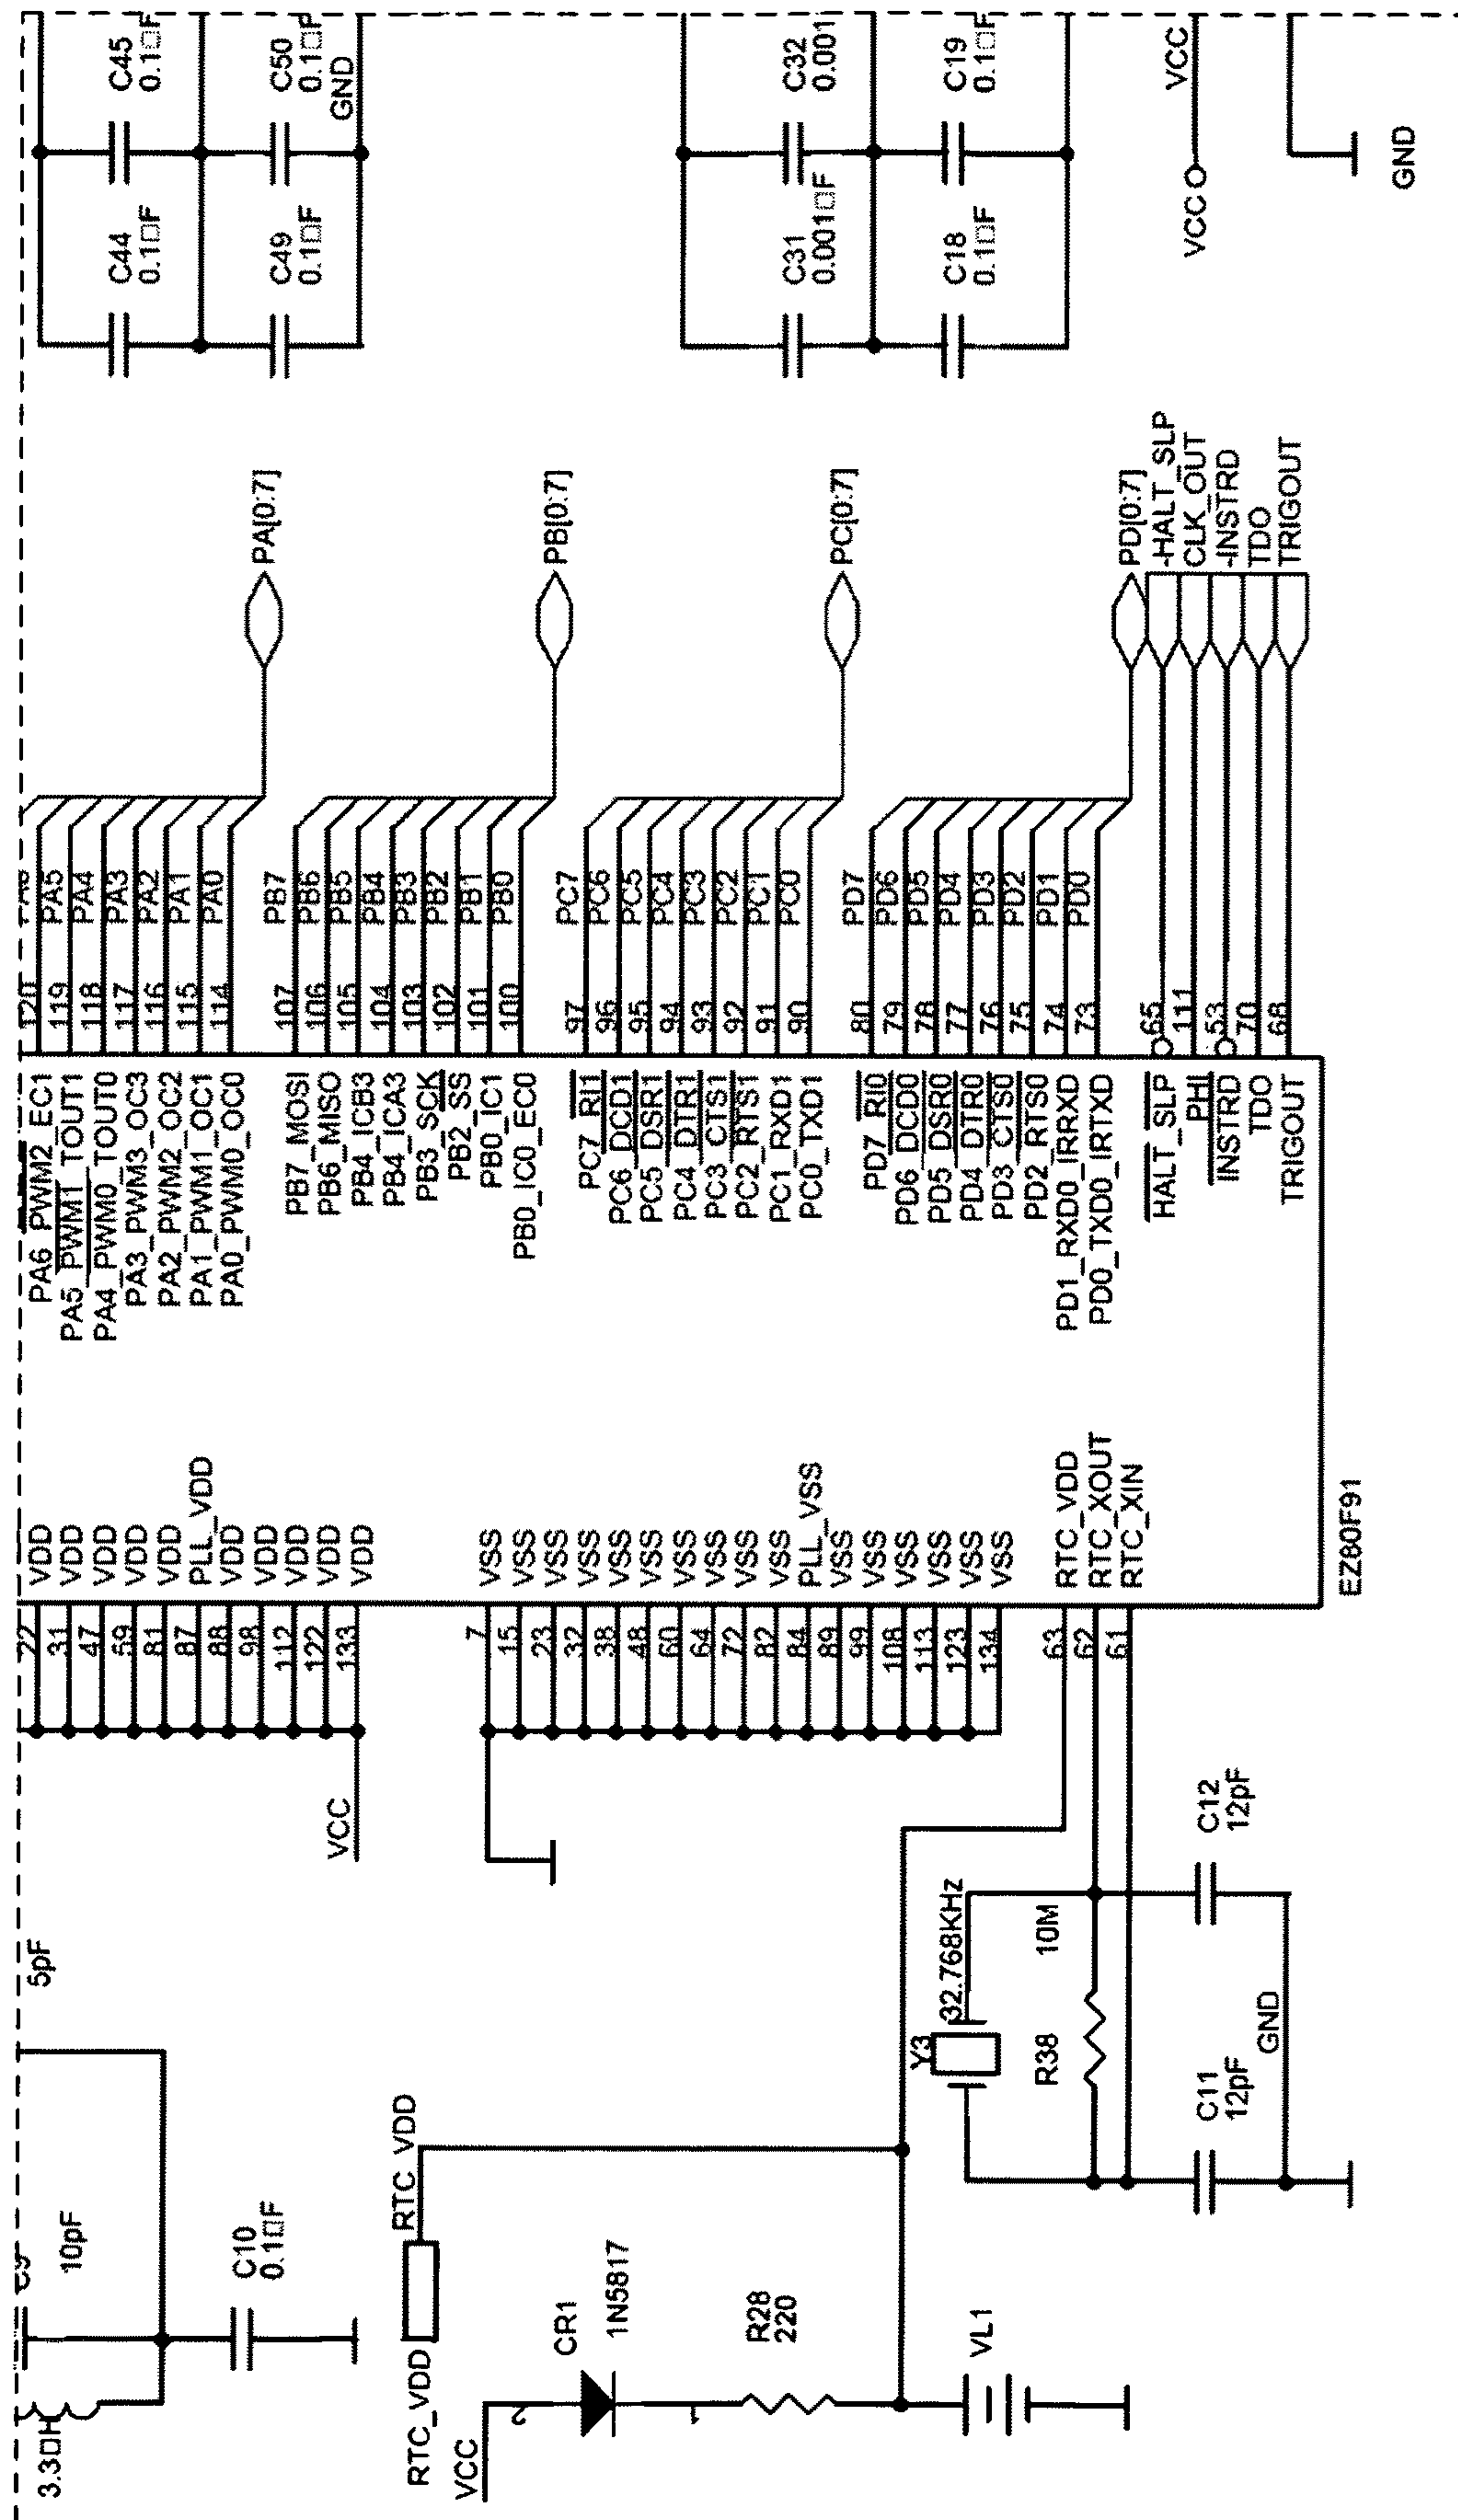 C45
0.1□F
C50
0.1□F
GND
C44
0.1□F
C49
0.1□F
C32
0.001
C19
0.1□F
C31
0.001□F
C18
0.1□F
VCC
VCC
GND
PA[0:7]
PB[0:7]
PC[0:7]
PD[0:7]
-HALT_SLP
CLK_OUT
-INSTRD
TDO
TRIGOUT
PA5
PA4
PA3
PA2
PA1
PA0
PB7
PB6
PB5
PB4
PB3
PB2
PB1
PB0
PC7
PC6
PC5
PC4
PC3
PC2
PC1
PC0
PD7
PD6
PD5
PD4
PD3
PD2
PD1
PD0
120
119
118
117
116
115
114
107
106
105
104
103
102
101
100
97
96
95
94
93
92
91
90
80
79
78
77
76
75
74
73
65
111
53
70
68
PA6_PWM2_EC1
PA5_PWM1_TOUT1
PA4_PWM0_TOUT0
PA3_PWM3_OC3
PA2_PWM2_OC2
PA1_PWM1_OC1
PA0_PWM0_OC0
PB7_MOSI
PB6_MISO
PB4_ICB3
PB4_ICA3
PB3_SCK
PB2_SS
PB0_IC1
PB0_IC0_EC0
PC7_RI1
PC6_DCD1
PC5_DSR1
PC4_DTR1
PC3_CTS1
PC2_RTS1
PC1_RXD1
PC0_TXD1
PD7_RI0
PD6_DCD0
PD5_DSR0
PD4_DTR0
PD3_CTS0
PD2_RTS0
PD1_RXD0_IRRXD
PD0_TXD0_IRTXD
HALT_SLP
PHI
INSTRD
TDO
TRIGOUT
VDD
VDD
VDD
VDD
VDD
PLL_VDD
VDD
VDD
VDD
VDD
VDD
VSS
VSS
VSS
VSS
VSS
VSS
VSS
VSS
VSS
VSS
PLL_VSS
VSS
VSS
VSS
VSS
VSS
VSS
RTC_VDD
RTC_XOUT
RTC_XIN
EZ80F91
22
31
47
59
81
87
88
98
112
122
133
7
15
23
32
38
48
60
64
72
82
84
89
99
108
113
123
134
63
62
61
VCC
5pF
C12
12pF
32.768KHz
Y3
10M
R38
GND
C11
12pF
10pF
C10
0.1□F
RTC_VDD
RTC_VDD
CR1
1N5817
R28
220
VL1
3.3□H
VCC